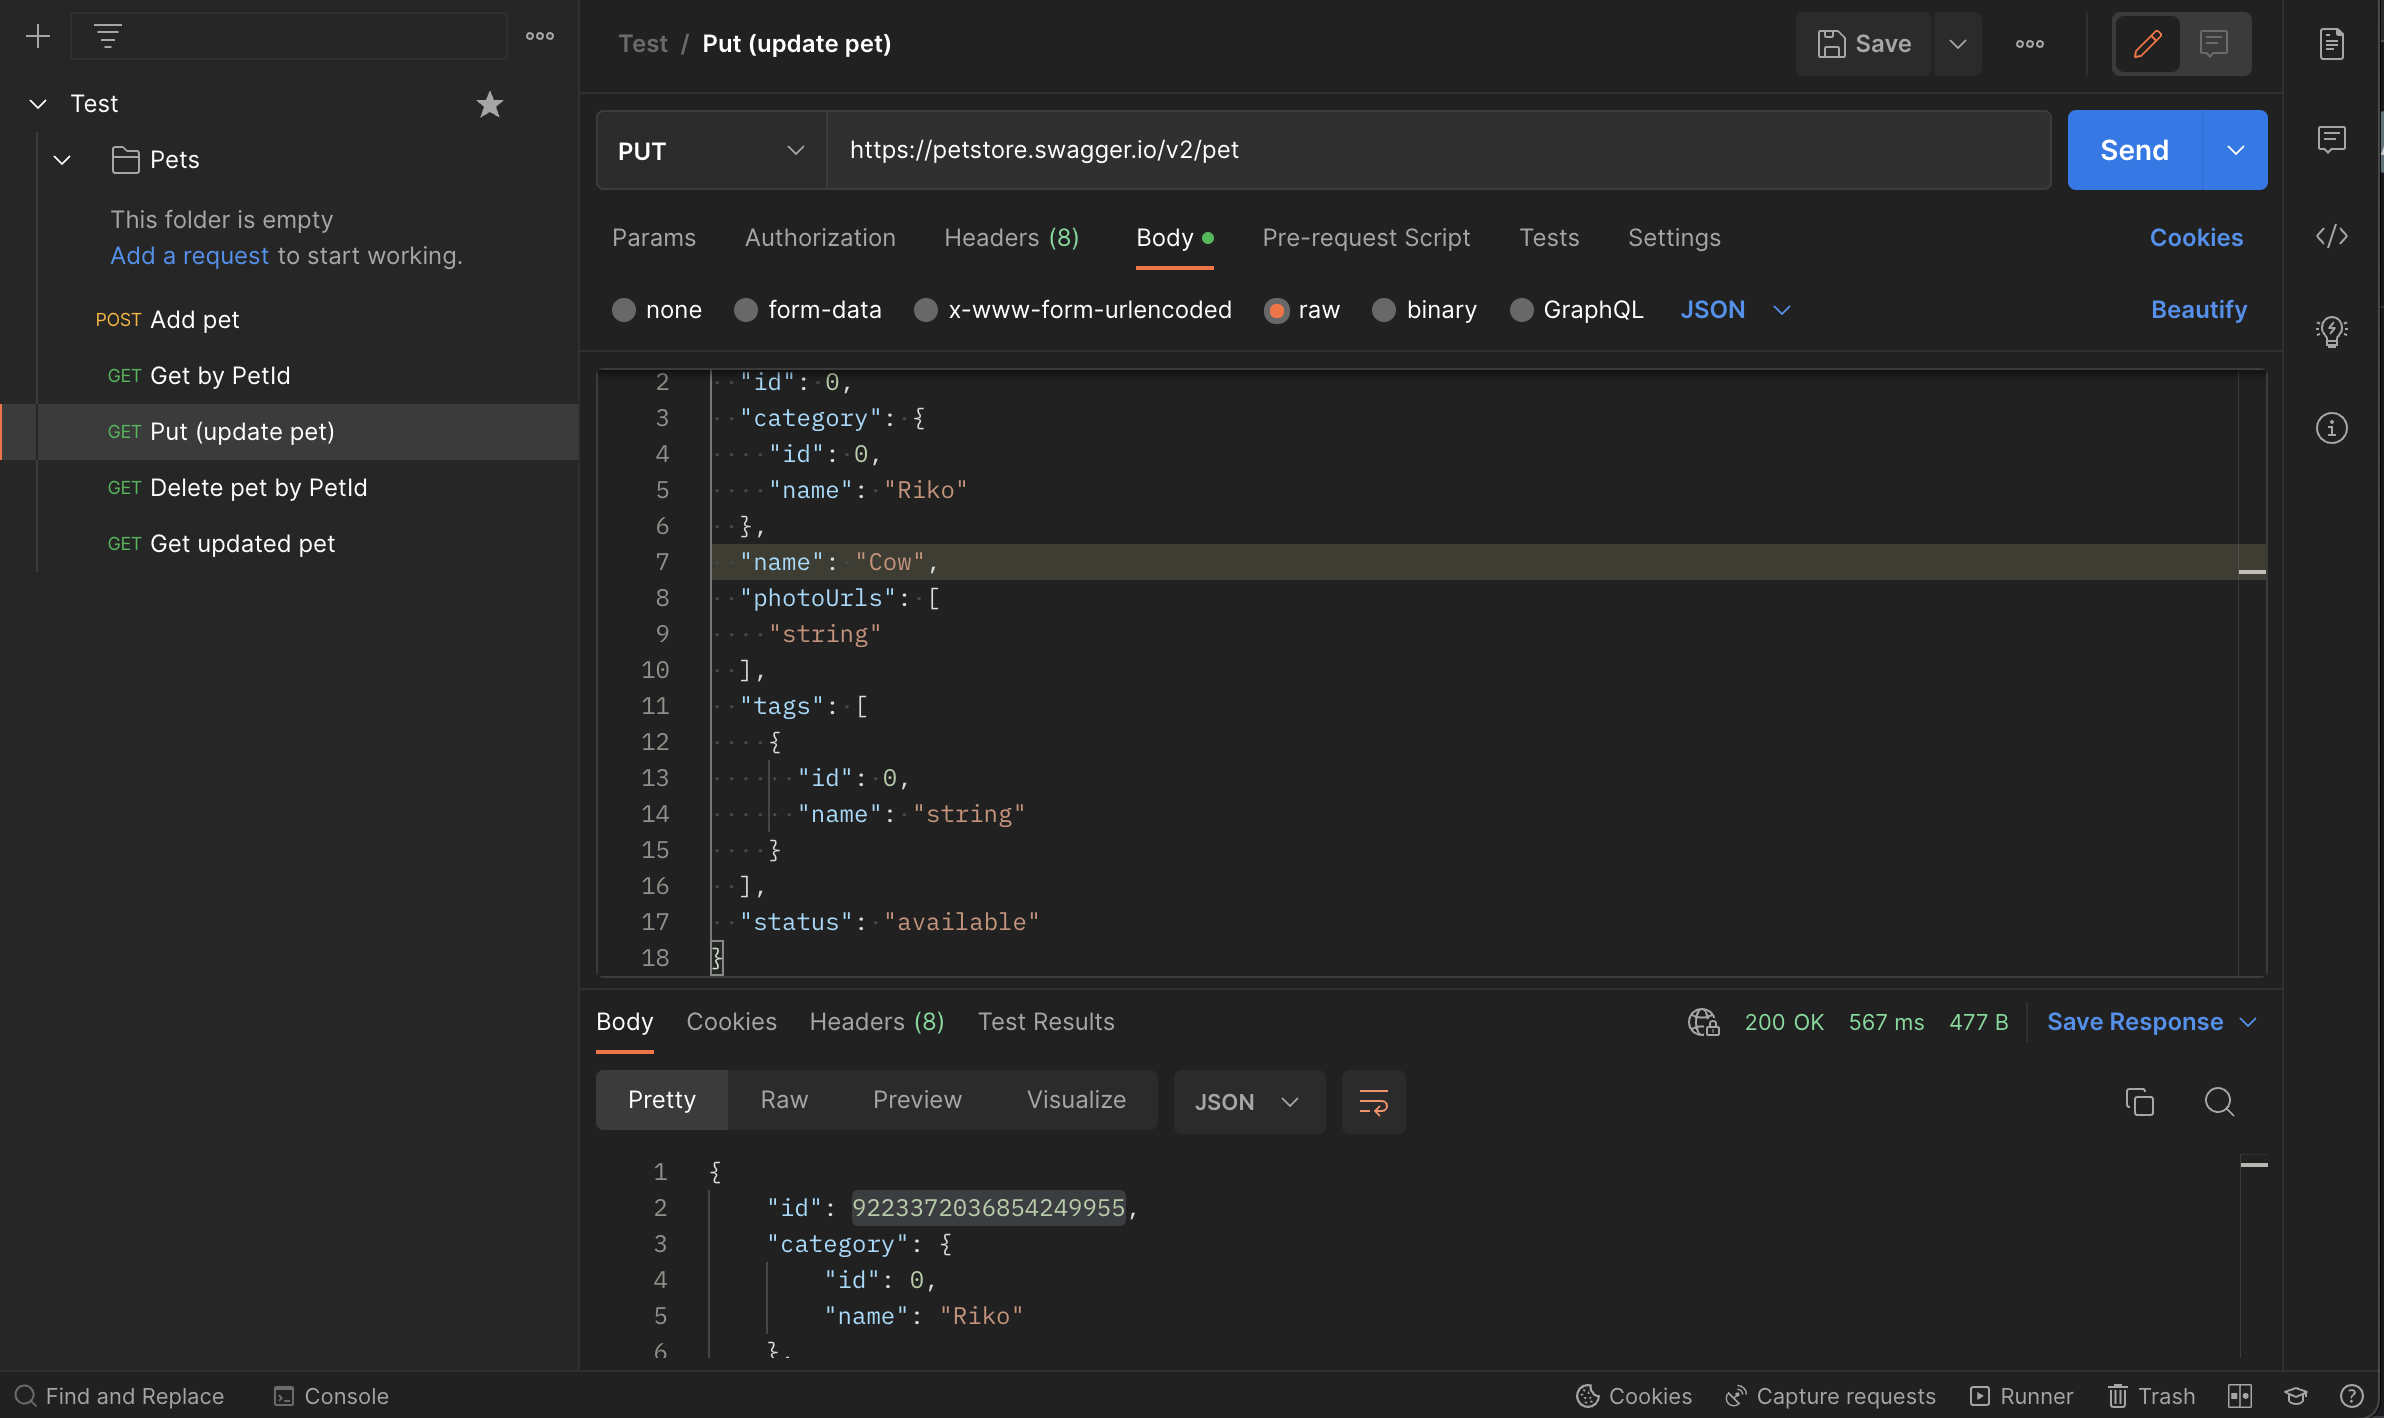 Test
Pets
This folder is empty
Add a request to start working.
POST Add pet
GET Get by PetId
GET Put (update pet)
GET Delete pet by PetId
GET Get updated pet
Test / Put (update pet)
Save
PUT
https://petstore.swagger.io/v2/pet
Send
Params Authorization Headers (8) Body Pre-request Script Tests Settings Cookies
none form-data x-www-form-urlencoded raw binary GraphQL JSON Beautify
2 "id": 0,
3 "category": {
4 "id": 0,
5 "name": "Riko"
6 },
7 "name": "Cow",
8 "photoUrls": [
9 "string"
10 ],
11 "tags": [
12 {
13 "id": 0,
14 "name": "string"
15 }
16 ],
17 "status": "available"
18 }
Body Cookies Headers (8) Test Results 200 OK 567 ms 477 B Save Response
Pretty Raw Preview Visualize JSON
1 {
2 "id": 9223372036854249955,
3 "category": {
4 "id": 0,
5 "name": "Riko"
6 },
Find and Replace Console Cookies Capture requests Runner Trash